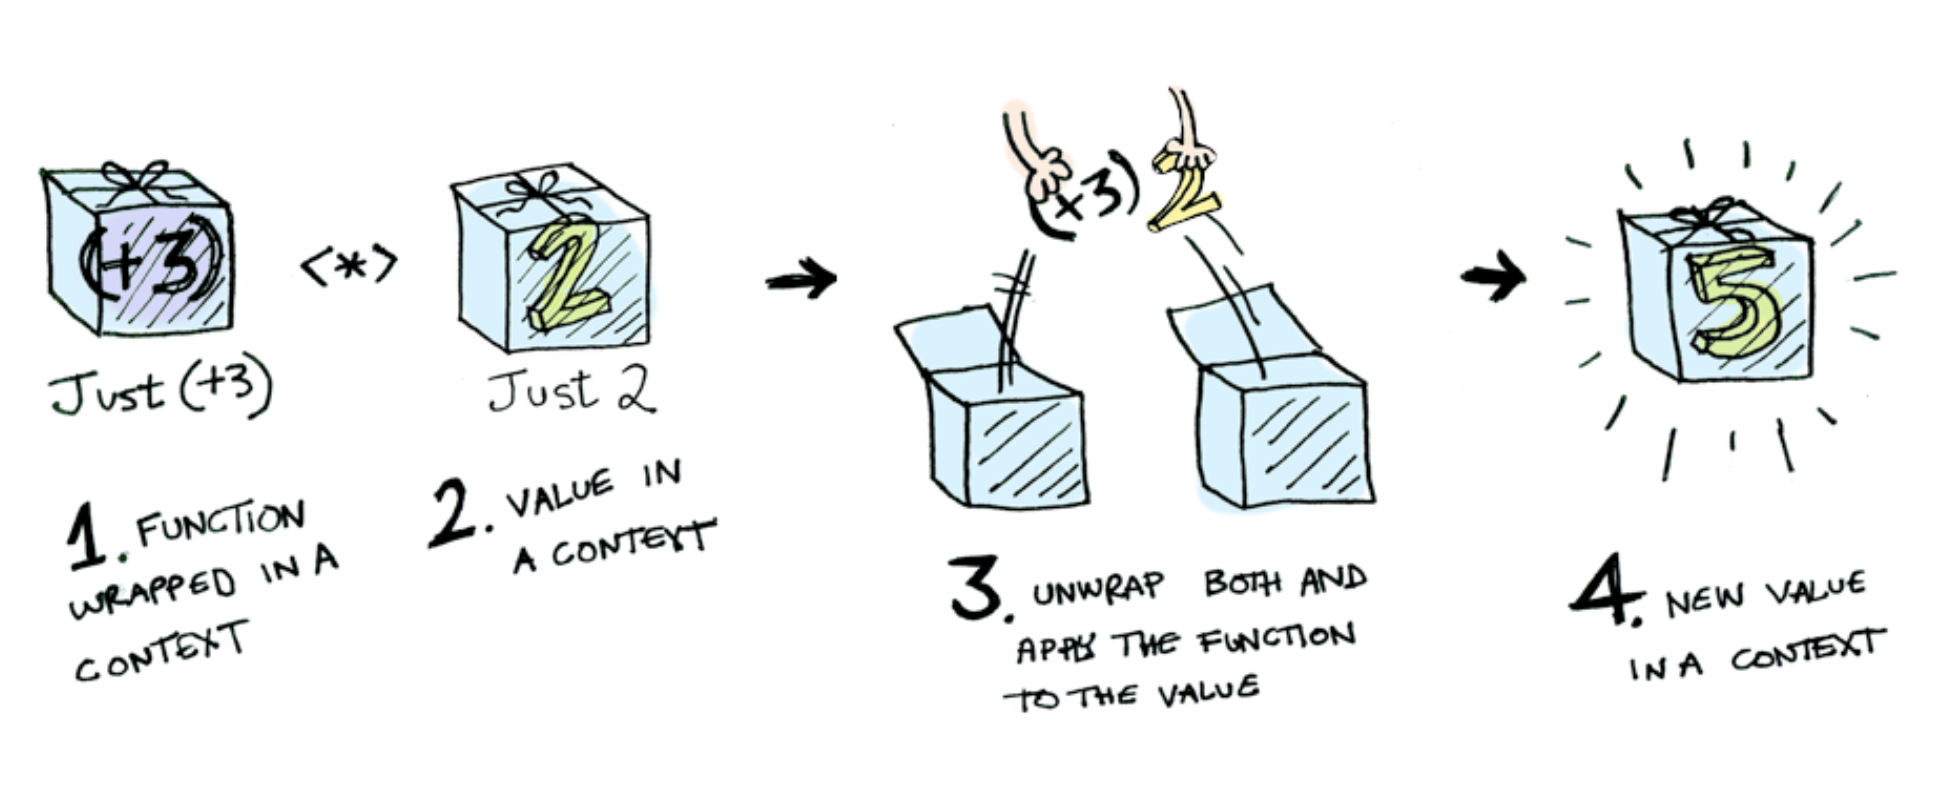 (+3)
<*>
2
Just (+3)
Just 2
1. FUNCTION
WRAPPED IN A
CONTEXT
2. VALUE IN
A CONTEXT
(+3) 2
3. UNWRAP BOTH AND
APPLY THE FUNCTION
TO THE VALUE
5
4. NEW VALUE
IN A CONTEXT